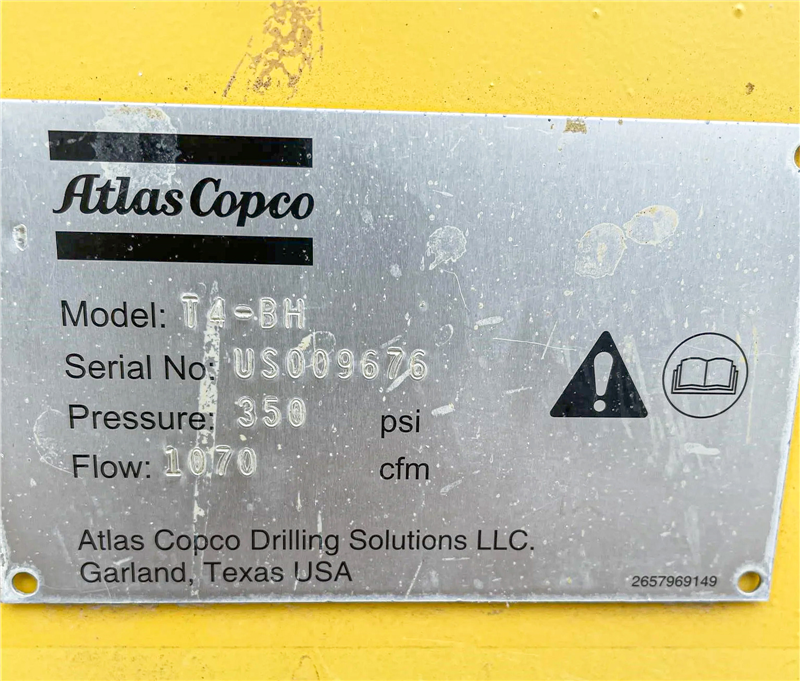 Atlas Copco
Model: T4-BH
Serial No: US009676
Pressure: 350 psi
Flow: 1070 cfm
Atlas Copco Drilling Solutions LLC.
Garland, Texas USA
2657969149